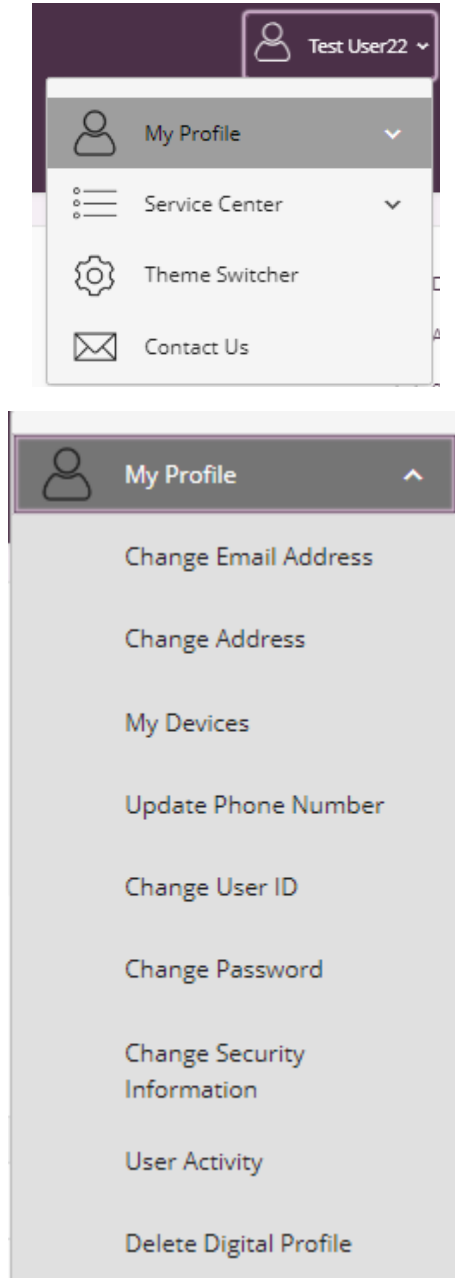 Test User22
My Profile
Service Center
Theme Switcher
Contact Us
My Profile
Change Email Address
Change Address
My Devices
Update Phone Number
Change User ID
Change Password
Change Security
Information
User Activity
Delete Digital Profile